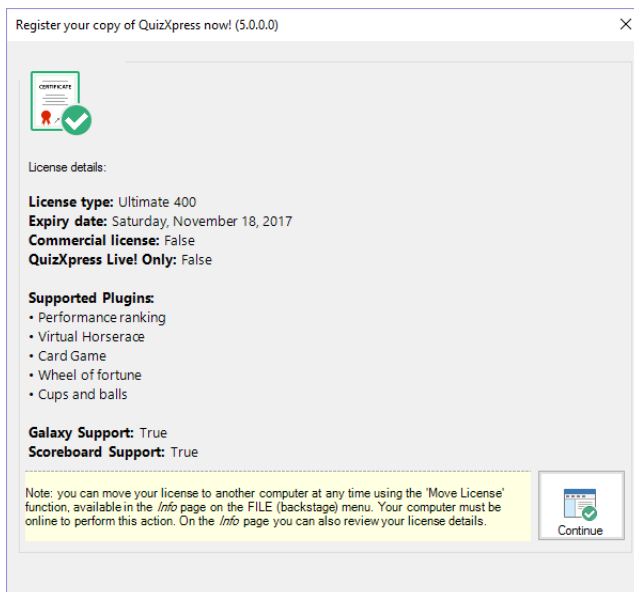 Register your copy of QuizXpress now! (5.0.0.0)
CERTIFICATE
License details:
License type: Ultimate 400
Expiry date: Saturday, November 18, 2017
Commercial license: False
QuizXpress Live! Only: False
Supported Plugins:
• Performance ranking
• Virtual Horserace
• Card Game
• Wheel of fortune
• Cups and balls
Galaxy Support: True
Scoreboard Support: True
Note: you can move your license to another computer at any time using the 'Move License'
function, available in the Info page on the FILE (backstage) menu. Your computer must be
online to perform this action. On the Info page you can also review your license details.
Continue